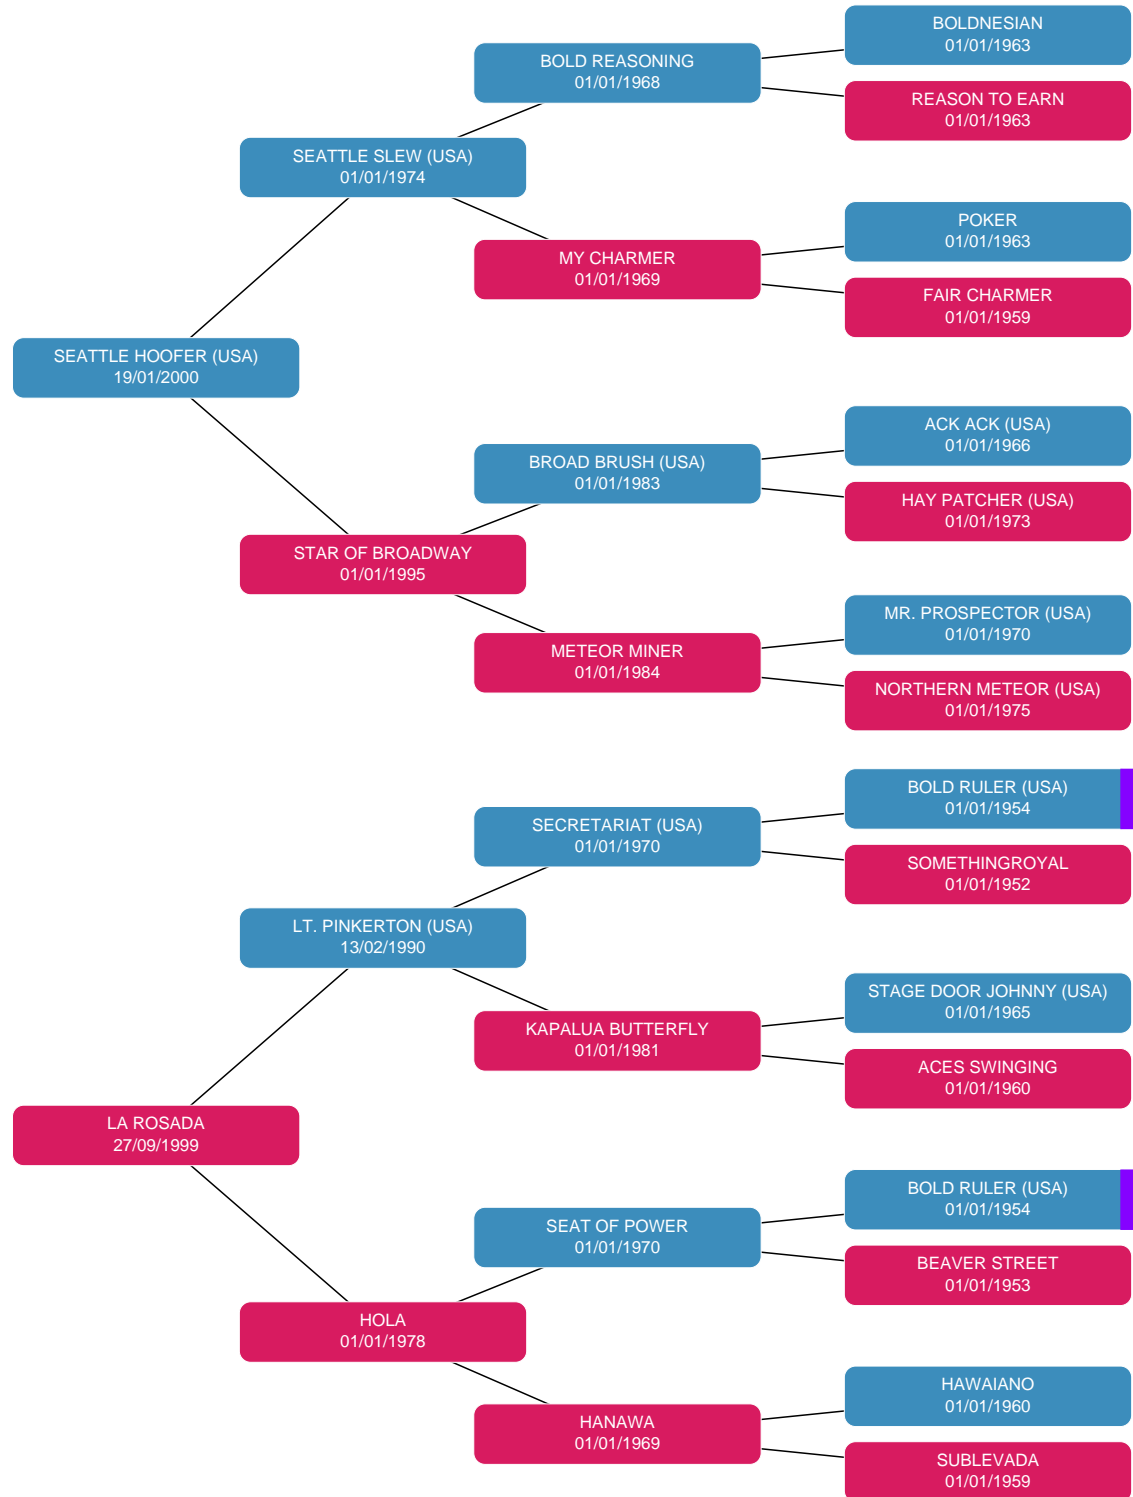 BOLDNESIAN
01/01/1963
BOLD REASONING
01/01/1968
REASON TO EARN
01/01/1963
SEATTLE SLEW (USA)
01/01/1974
POKER
01/01/1963
MY CHARMER
01/01/1969
FAIR CHARMER
01/01/1959
SEATTLE HOOFER (USA)
19/01/2000
ACK ACK (USA)
01/01/1966
BROAD BRUSH (USA)
01/01/1983
HAY PATCHER (USA)
01/01/1973
STAR OF BROADWAY
01/01/1995
MR. PROSPECTOR (USA)
01/01/1970
METEOR MINER
01/01/1984
NORTHERN METEOR (USA)
01/01/1975
BOLD RULER (USA)
01/01/1954
SECRETARIAT (USA)
01/01/1970
SOMETHINGROYAL
01/01/1952
LT. PINKERTON (USA)
13/02/1990
STAGE DOOR JOHNNY (USA)
01/01/1965
KAPALUA BUTTERFLY
01/01/1981
ACES SWINGING
01/01/1960
LA ROSADA
27/09/1999
BOLD RULER (USA)
01/01/1954
SEAT OF POWER
01/01/1970
BEAVER STREET
01/01/1953
HOLA
01/01/1978
HAWAIANO
01/01/1960
HANAWA
01/01/1969
SUBLEVADA
01/01/1959